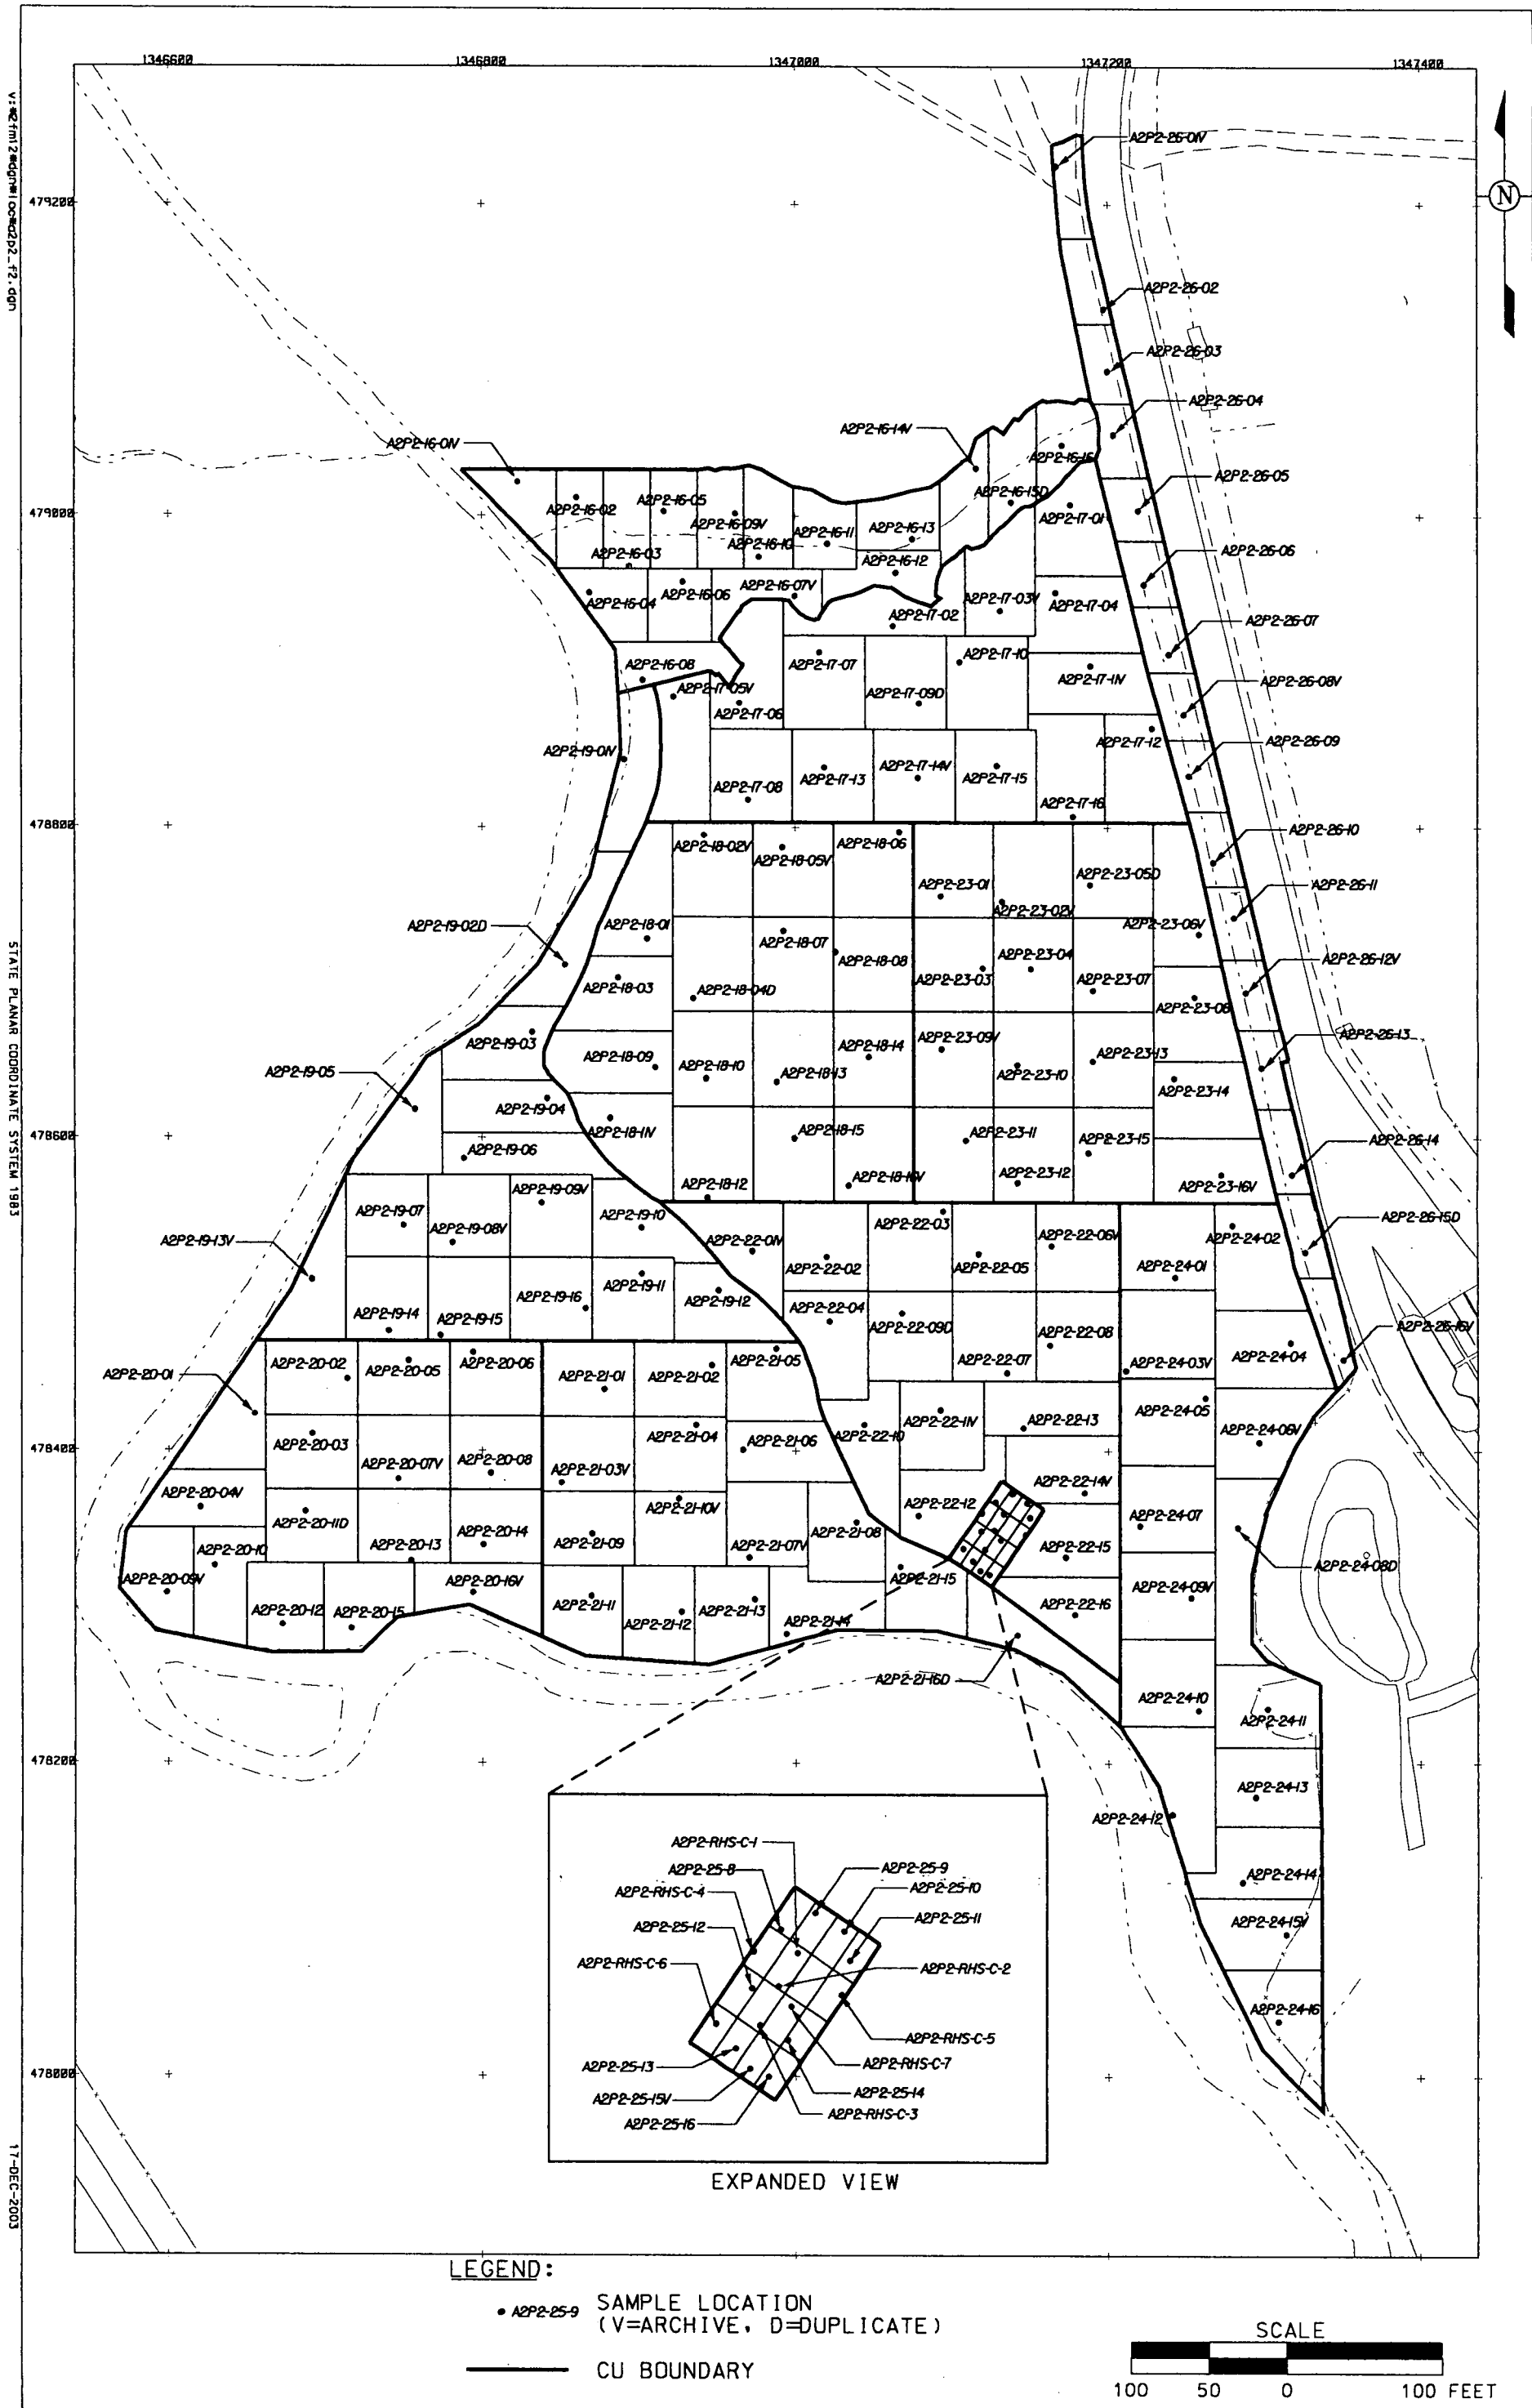 1346600 1346800 1347000 1347200 1347400
479200
479000
478800
478600
478400
478200
478000
N
STATE PLANAR COORDINATE SYSTEM 1983
17-DEC-2003
A2P2-26-01V
A2P2-26-02
A2P2-26-03
A2P2-26-04
A2P2-26-05
A2P2-26-06
A2P2-26-07
A2P2-26-08V
A2P2-26-09
A2P2-26-10
A2P2-26-11
A2P2-26-12V
A2P2-26-13
A2P2-26-14
A2P2-26-15D
A2P2-26-16V
A2P2-16-01V
A2P2-16-14V
A2P2-16-16
A2P2-16-02
A2P2-16-05
A2P2-16-09V
A2P2-16-15D
A2P2-16-03
A2P2-16-10
A2P2-16-11
A2P2-16-13
A2P2-16-12
A2P2-16-04
A2P2-16-06
A2P2-16-07V
A2P2-16-08
A2P2-17-01
A2P2-17-02
A2P2-17-03V
A2P2-17-04
A2P2-17-05V
A2P2-17-06
A2P2-17-07
A2P2-17-09D
A2P2-17-10
A2P2-17-11V
A2P2-17-12
A2P2-17-08
A2P2-17-13
A2P2-17-14V
A2P2-17-15
A2P2-17-16
A2P2-19-01V
A2P2-18-02V
A2P2-18-05V
A2P2-18-06
A2P2-23-01
A2P2-23-02V
A2P2-23-05D
A2P2-23-06V
A2P2-19-02D
A2P2-18-01
A2P2-18-07
A2P2-18-08
A2P2-18-03
A2P2-18-04D
A2P2-23-03
A2P2-23-04
A2P2-23-07
A2P2-23-08
A2P2-19-03
A2P2-18-09
A2P2-18-10
A2P2-18-13
A2P2-18-14
A2P2-23-09V
A2P2-23-10
A2P2-23-13
A2P2-23-14
A2P2-19-05
A2P2-19-04
A2P2-18-11V
A2P2-18-15
A2P2-23-11
A2P2-23-15
A2P2-19-06
A2P2-18-12
A2P2-18-16V
A2P2-23-12
A2P2-23-16V
A2P2-19-07
A2P2-19-08V
A2P2-19-09V
A2P2-19-10
A2P2-22-01V
A2P2-22-02
A2P2-22-03
A2P2-22-05
A2P2-22-06V
A2P2-24-01
A2P2-24-02
A2P2-19-13V
A2P2-19-14
A2P2-19-15
A2P2-19-16
A2P2-19-11
A2P2-19-12
A2P2-22-04
A2P2-22-09D
A2P2-22-07
A2P2-22-08
A2P2-24-03V
A2P2-24-04
A2P2-20-01
A2P2-20-02
A2P2-20-05
A2P2-20-06
A2P2-21-01
A2P2-21-02
A2P2-21-05
A2P2-20-03
A2P2-20-07V
A2P2-20-08
A2P2-21-03V
A2P2-21-04
A2P2-21-06
A2P2-22-10
A2P2-22-11V
A2P2-22-13
A2P2-24-05
A2P2-24-06V
A2P2-20-04V
A2P2-20-11D
A2P2-20-13
A2P2-20-14
A2P2-21-09
A2P2-21-10V
A2P2-21-07V
A2P2-21-08
A2P2-22-12
A2P2-22-14V
A2P2-24-07
A2P2-24-08D
A2P2-20-09V
A2P2-20-10
A2P2-20-12
A2P2-20-15
A2P2-20-16V
A2P2-21-11
A2P2-21-12
A2P2-21-13
A2P2-21-14
A2P2-21-15
A2P2-22-15
A2P2-22-16
A2P2-24-09V
A2P2-21-16D
A2P2-24-10
A2P2-24-11
A2P2-24-12
A2P2-24-13
A2P2-24-14
A2P2-24-15V
A2P2-24-16
A2P2-RHS-C-1
A2P2-25-8
A2P2-RHS-C-4
A2P2-25-12
A2P2-RHS-C-6
A2P2-25-13
A2P2-25-15V
A2P2-25-16
A2P2-25-9
A2P2-25-10
A2P2-25-11
A2P2-RHS-C-2
A2P2-RHS-C-5
A2P2-RHS-C-7
A2P2-25-14
A2P2-RHS-C-3
EXPANDED VIEW
LEGEND:
A2P2-25-9 SAMPLE LOCATION
(V=ARCHIVE, D=DUPLICATE)
CU BOUNDARY
SCALE
100 50 0 100 FEET